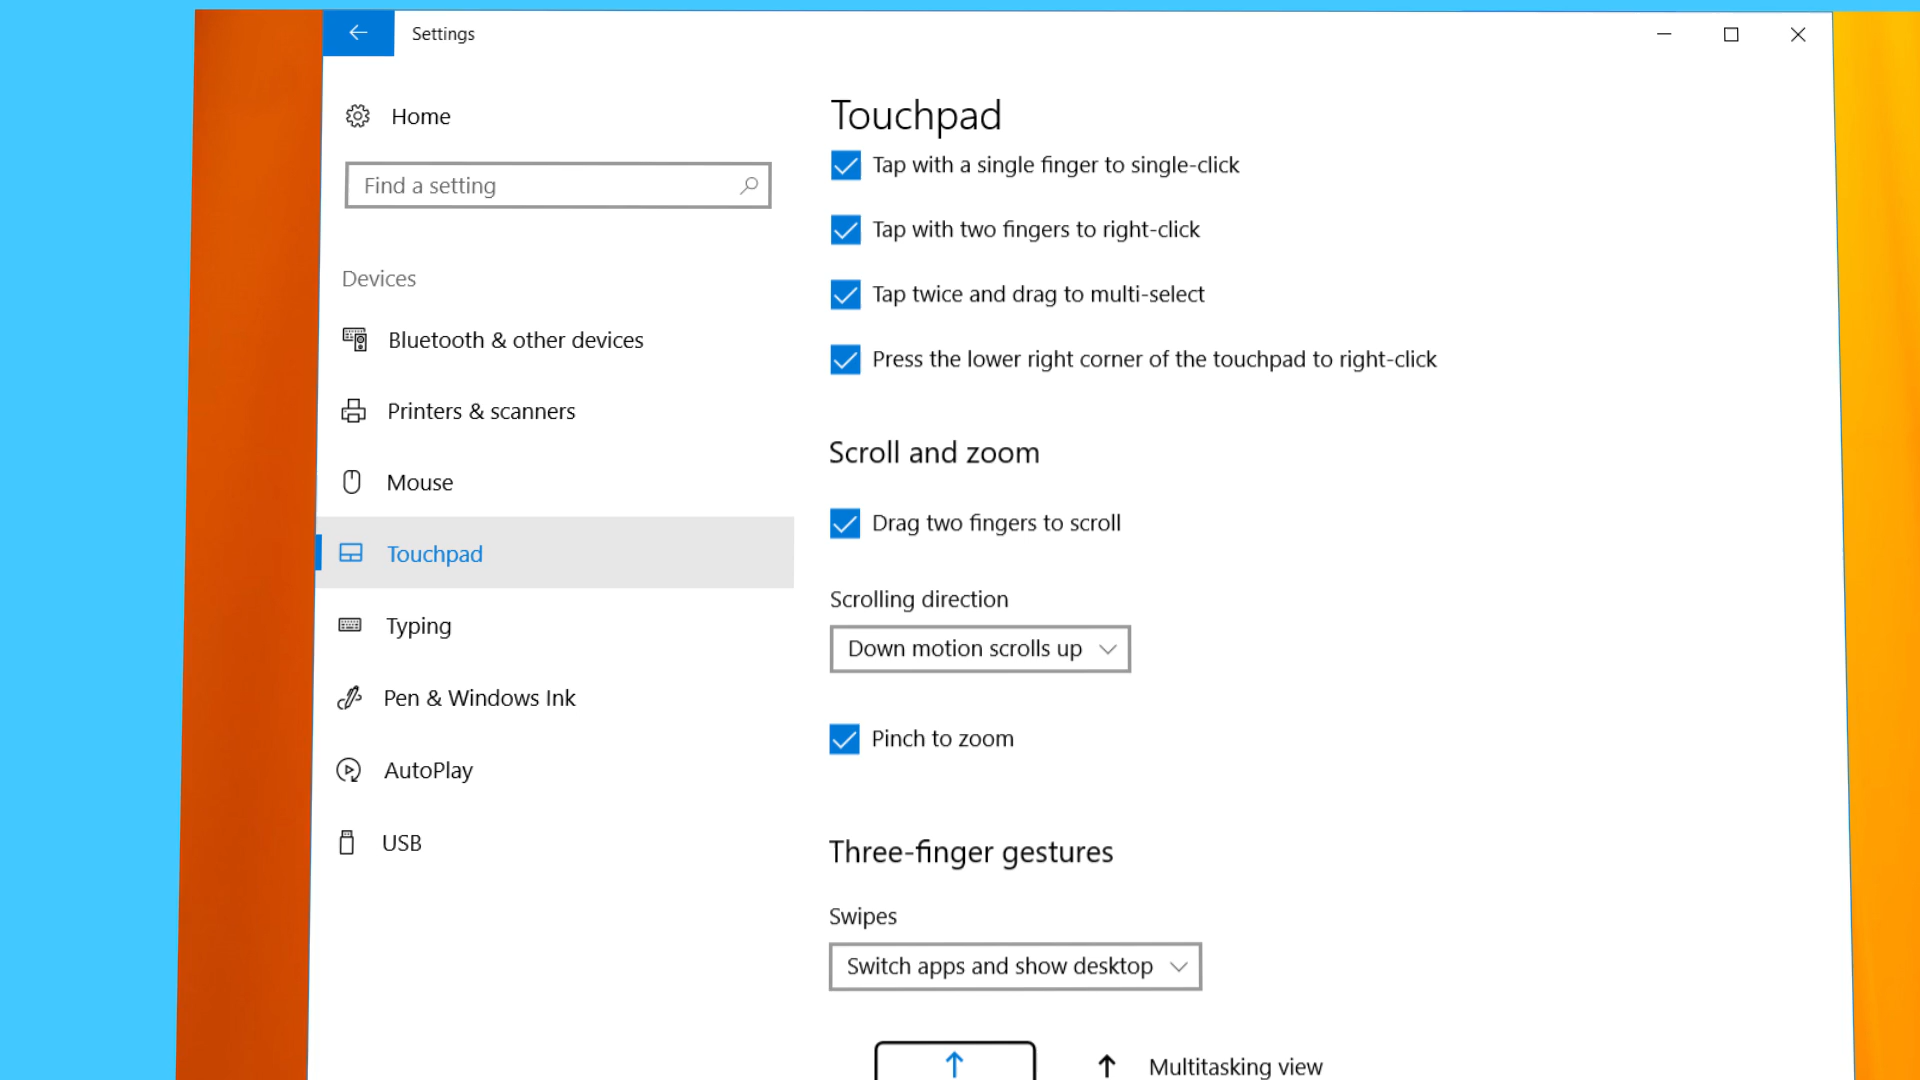 Settings
Home
Find a setting
Devices
Bluetooth & other devices
Printers & scanners
Mouse
Touchpad
Typing
Pen & Windows Ink
AutoPlay
USB
Touchpad
Tap with a single finger to single-click
Tap with two fingers to right-click
Tap twice and drag to multi-select
Press the lower right corner of the touchpad to right-click
Scroll and zoom
Drag two fingers to scroll
Scrolling direction
Down motion scrolls up
Pinch to zoom
Three-finger gestures
Swipes
Switch apps and show desktop
Multitasking view